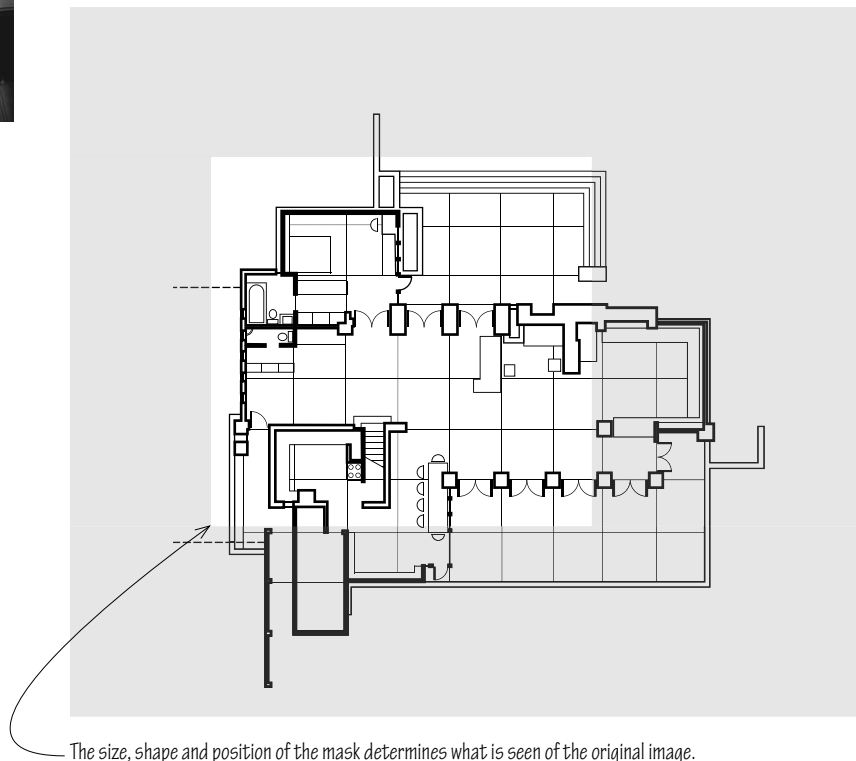 The size, shape and position of the mask determines what is seen of the original image.